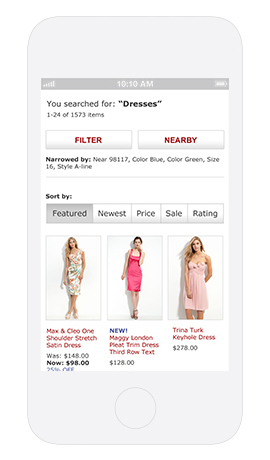 10:10 AM
You searched for: “Dresses”
1-24 of 1573 items
FILTER
NEARBY
Narrowed by: Near 98117, Color Blue, Color Green, Size
16, Style A-line
Sort by:
Featured
Newest
Price
Sale
Rating
Max & Cleo One
Shoulder Stretch
Satin Dress
Was: $148.00
Now: $98.00
25% OFF
NEW!
Maggy London
Pleat Trim Dress
Third Row Text
$128.00
Trina Turk
Keyhole Dress
$278.00